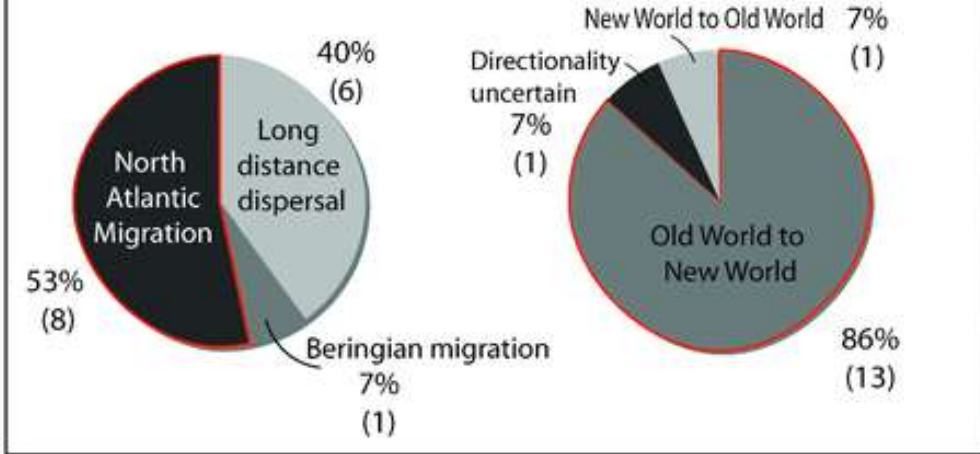 40%
(6)
Long
distance
dispersal
North
Atlantic
Migration
53%
(8)
Beringian migration
7%
(1)
New World to Old World 7%
(1)
Directionality
uncertain
7%
(1)
Old World to
New World
86%
(13)